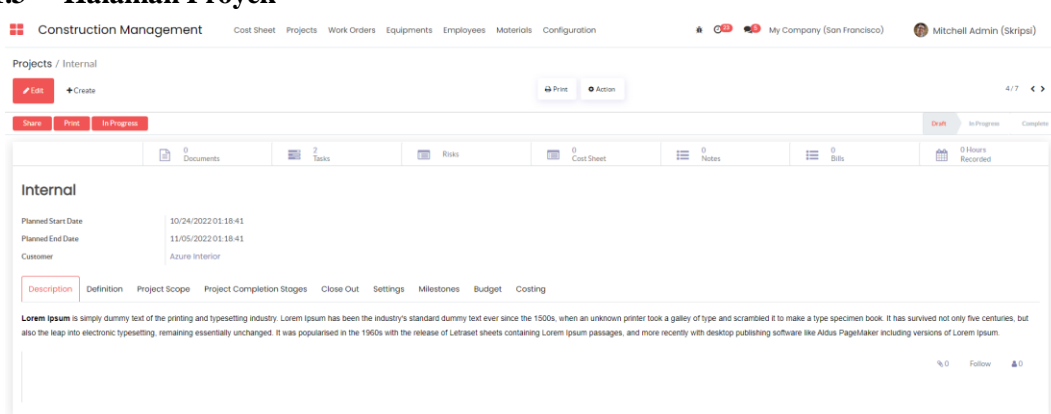 Halaman Proyek
Construction Management Cost Sheet Projects Work Orders Equipments Employees Materials Configuration My Company (San Francisco) Mitchell Admin (Skripsi)
Projects / Internal
Edit +Create Print Action 4/7
Share Print In Progress Draft In Progress Complete
0 Documents 2 Tasks Risks 0 Cost Sheet 0 Notes 0 Bills 0 Hours Recorded
Internal
Planned Start Date 10/24/2022 01:18:41
Planned End Date 11/05/2022 01:18:41
Customer Azure Interior
Description Definition Project Scope Project Completion Stages Close Out Settings Milestones Budget Costing
Lorem Ipsum is simply dummy text of the printing and typesetting industry. Lorem Ipsum has been the industry's standard dummy text ever since the 1500s, when an unknown printer took a galley of type and scrambled it to make a type specimen book. It has survived not only five centuries, but
also the leap into electronic typesetting, remaining essentially unchanged. It was popularised in the 1960s with the release of Letraset sheets containing Lorem Ipsum passages, and more recently with desktop publishing software like Aldus PageMaker including versions of Lorem Ipsum.
0 Follow 0